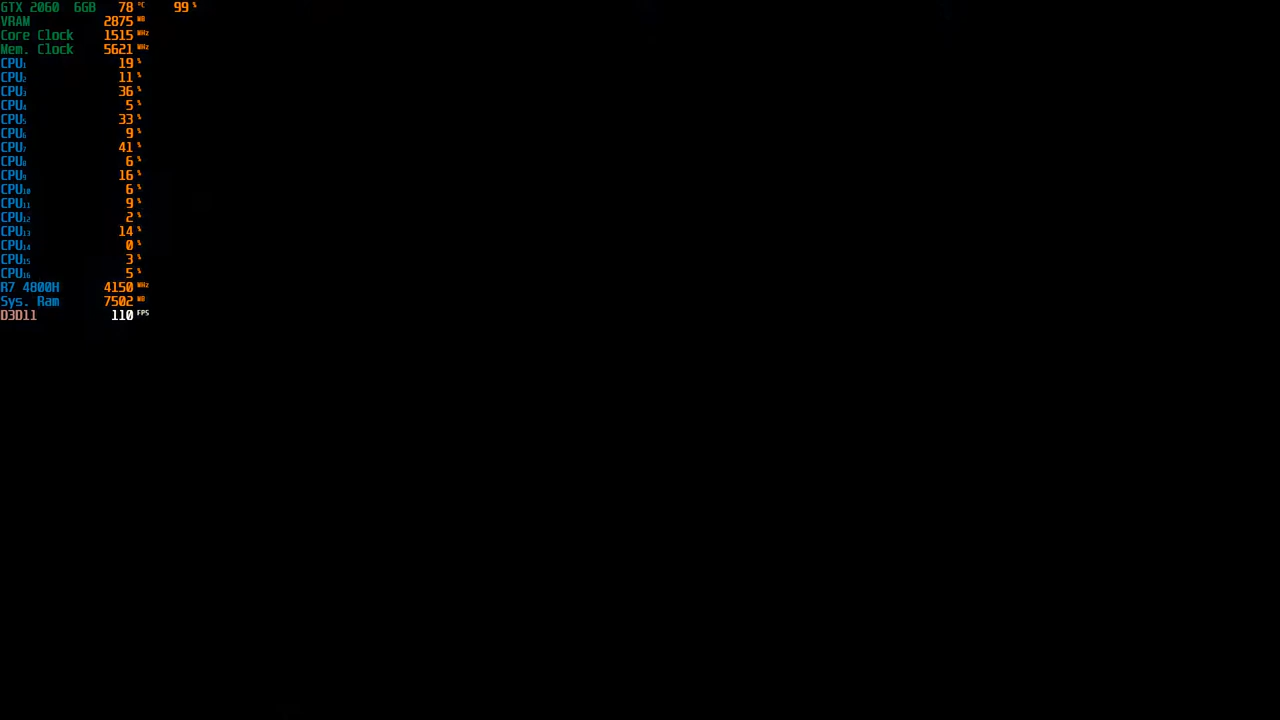 GTX 2060 6GB 78 °C 99 %
VRAM 2875 MB
Core Clock 1515 MHz
Mem. Clock 5621 MHz
CPU1 19 %
CPU2 11 %
CPU3 36 %
CPU4 5 %
CPU5 33 %
CPU6 9 %
CPU7 41 %
CPU8 6 %
CPU9 16 %
CPU10 6 %
CPU11 9 %
CPU12 2 %
CPU13 14 %
CPU14 0 %
CPU15 3 %
CPU16 5 %
R7 4800H 4150 MHz
Sys. Ram 7502 MB
D3D11 110 FPS